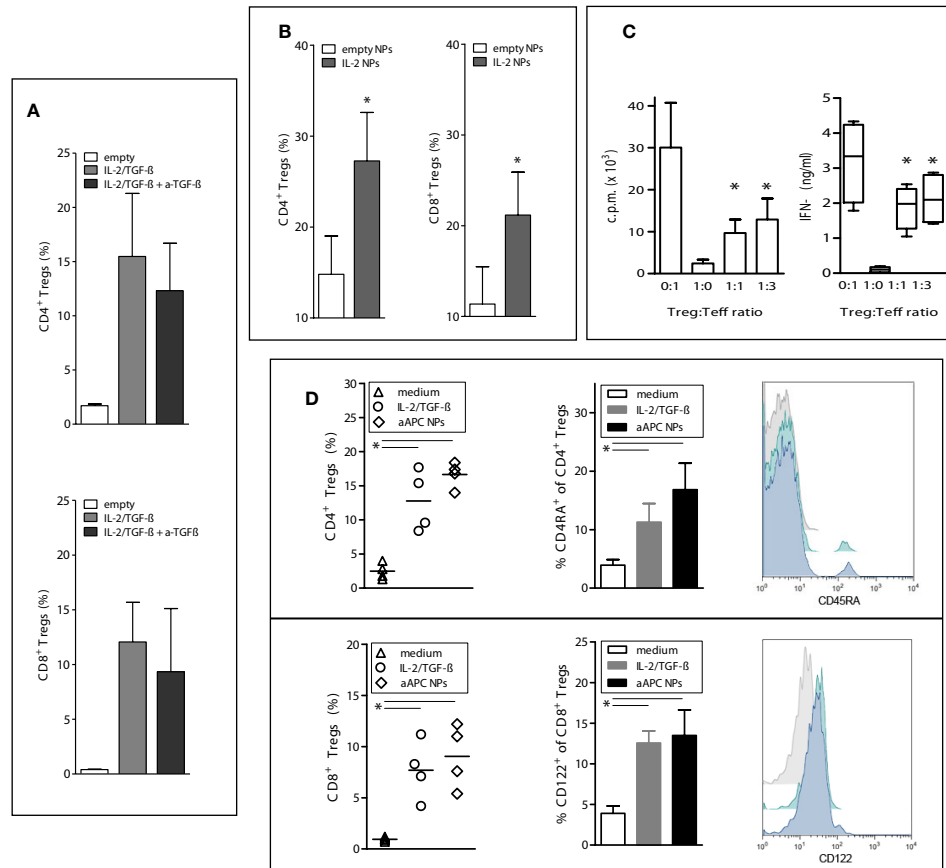 A
empty
IL-2/TGF-ß
IL-2/TGF-ß + a-TGF-ß
CD4+ Tregs (%)
25
20
15
10
5
0
empty
IL-2/TGF-ß
IL-2/TGF-ß + aTGFß
CD8+ Tregs (%)
25
20
15
10
5
0
B
empty NPs
IL-2 NPs
CD4+ Tregs (%)
40
30
20
10
*
empty NPs
IL-2 NPs
CD8+ Tregs (%)
40
30
20
10
*
C
c.p.m. (x 10³)
40
30
20
10
0
* *
0:1 1:0 1:1 1:3
Treg:Teff ratio
IFN- (ng/ml)
5
4
3
2
1
0
* *
0:1 1:0 1:1 1:3
Treg:Teff ratio
D
medium
IL-2/TGF-ß
aAPC NPs
*
CD4+ Tregs (%)
30
25
20
15
10
5
0
medium
IL-2/TGF-ß
aAPC NPs
*
% CD4RA+ of CD4+ Tregs
30
20
10
0
10⁰ 10¹ 10² 10³ 10⁴
CD45RA
medium
IL-2/TGF-ß
aAPC NPs
*
CD8+ Tregs (%)
20
15
10
5
0
medium
IL-2/TGF-ß
aAPC NPs
*
% CD122+ of CD8+ Tregs
25
20
15
10
5
0
10⁰ 10¹ 10² 10³ 10⁴
CD122